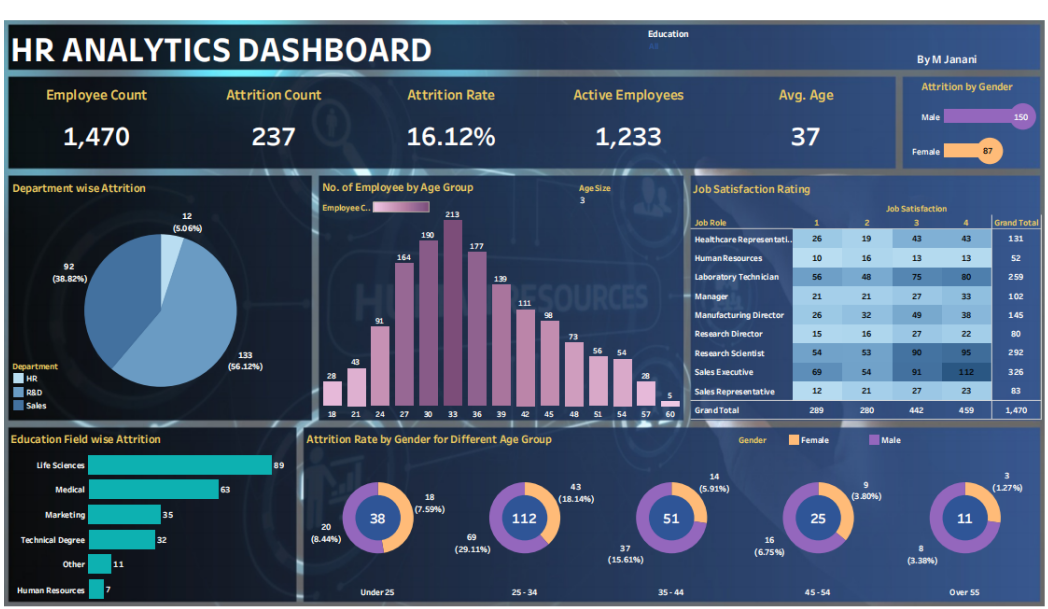 HR ANALYTICS DASHBOARD
Education
All
By M Janani
Employee Count
1,470
Attrition Count
237
Attrition Rate
16.12%
Active Employees
1,233
Avg. Age
37
Attrition by Gender
Male 150
Female 87
Department wise Attrition
12
(5.06%)
92
(38.82%)
133
(56.12%)
Department
HR
R&D
Sales
No. of Employee by Age Group
Age Size
3
Employee C..
28 43 91 164 190 213 177 139 111 98 73 56 54 28 5
18 21 24 27 30 33 36 39 42 45 48 51 54 57 60
Job Satisfaction Rating
Job Satisfaction
Job Role 1 2 3 4 Grand Total
Healthcare Representati.. 26 19 43 43 131
Human Resources 10 16 13 13 52
Laboratory Technician 56 48 75 80 259
Manager 21 21 27 33 102
Manufacturing Director 26 32 49 38 145
Research Director 15 16 27 22 80
Research Scientist 54 53 90 95 292
Sales Executive 69 54 91 112 326
Sales Representative 12 21 27 23 83
Grand Total 289 280 442 459 1,470
Education Field wise Attrition
Life Sciences 89
Medical 63
Marketing 35
Technical Degree 32
Other 11
Human Resources 7
Attrition Rate by Gender for Different Age Group
Gender Female Male
38
18
(7.59%)
20
(8.44%)
Under 25
112
43
(18.14%)
69
(29.11%)
25 - 34
51
14
(5.91%)
37
(15.61%)
35 - 44
25
9
(3.80%)
16
(6.75%)
45 - 54
11
3
(1.27%)
8
(3.38%)
Over 55